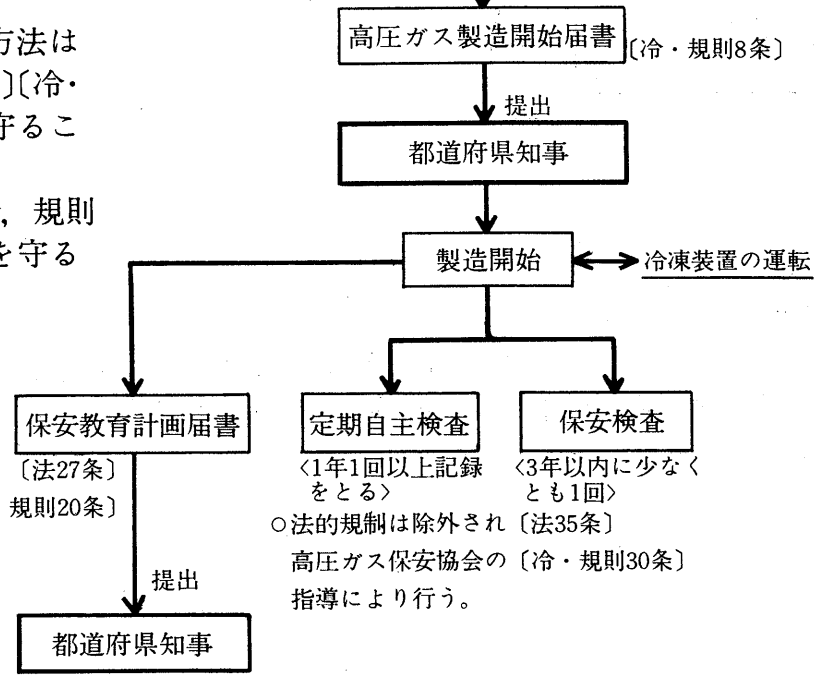 方法は
〕〔冷・
守るこ
，規則
を守る
高圧ガス製造開始届書
〔冷・規則8条〕
提出
都道府県知事
製造開始
冷凍装置の運転
保安教育計画届書
〔法27条〕
規則20条〕
提出
都道府県知事
定期自主検査
<1年1回以上記録
をとる>
保安検査
<3年以内に少なく
とも1回>
○法的規制は除外され〔法35条〕
高圧ガス保安協会の〔冷・規則30条〕
指導により行う。